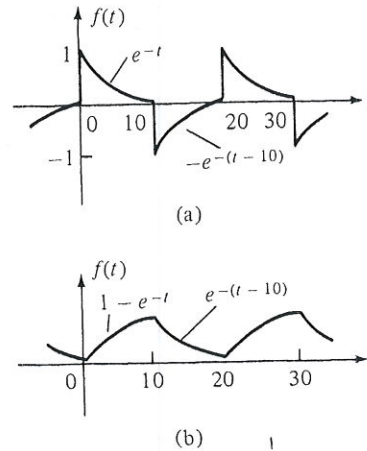 f(t)
1
e^{-t}
0 10 20 30
-1
-e^{-(t - 10)}
(a)
f(t)
1 - e^{-t}
e^{-(t - 10)}
0 10 20 30
(b)